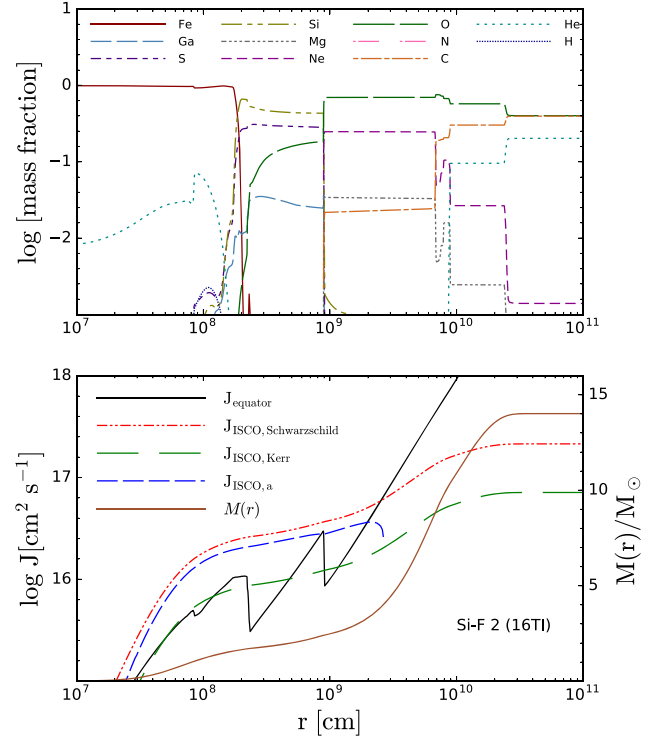 Fe Si O He
Ga Mg N H
S Ne C
log [mass fraction]
1
0
−1
−2
10^7 10^8 10^9 10^10 10^11
J_equator
J_ISCO, Schwarzschild
J_ISCO, Kerr
J_ISCO, a
M(r)
log J[cm^2 s^−1]
18
17
16
M(r)/M_⊙
15
10
5
0
Si-F 2 (16TI)
10^7 10^8 10^9 10^10 10^11
r [cm]